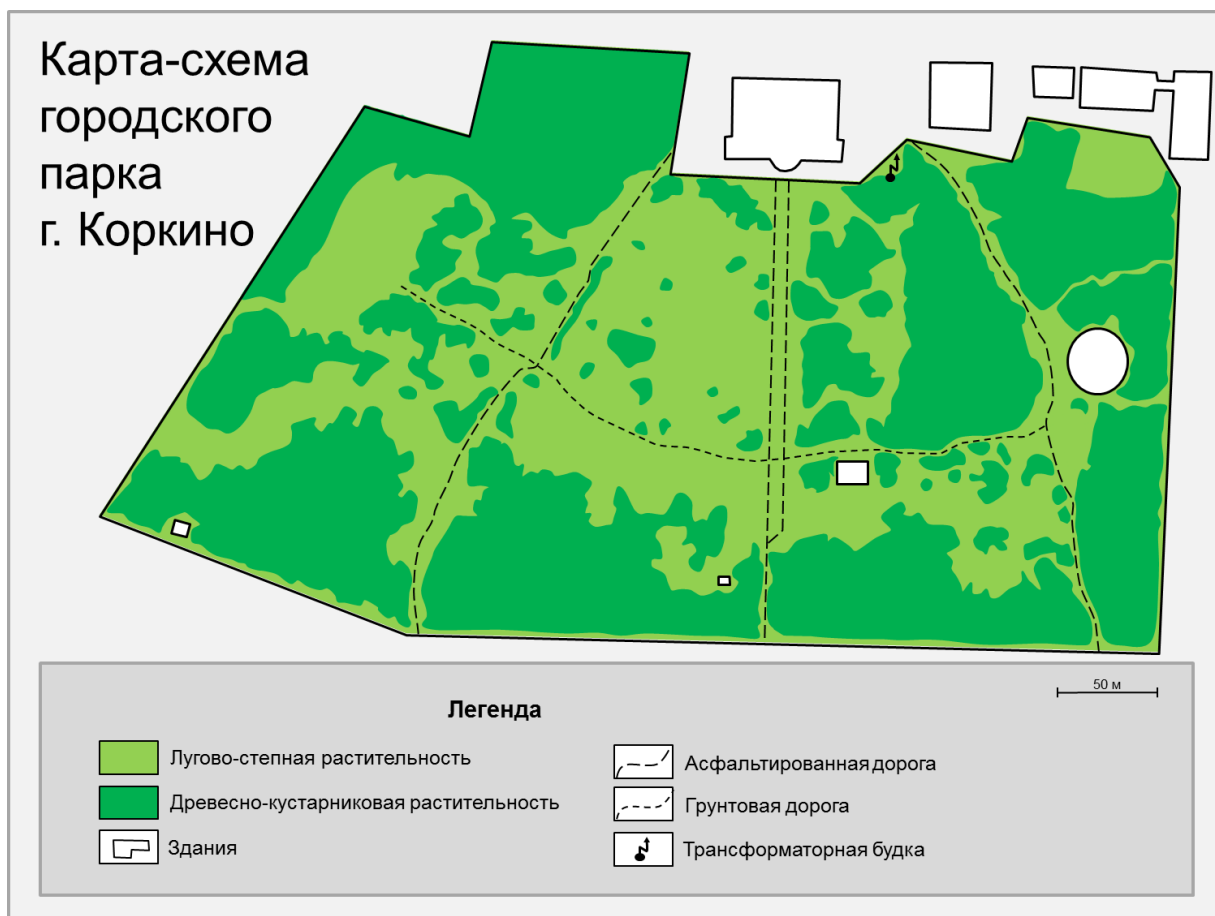 Карта-схема
городского
парка
г. Коркино
50 м
Легенда
Лугово-степная растительность
Древесно-кустарниковая растительность
Здания
Асфальтированная дорога
Грунтовая дорога
Трансформаторная будка